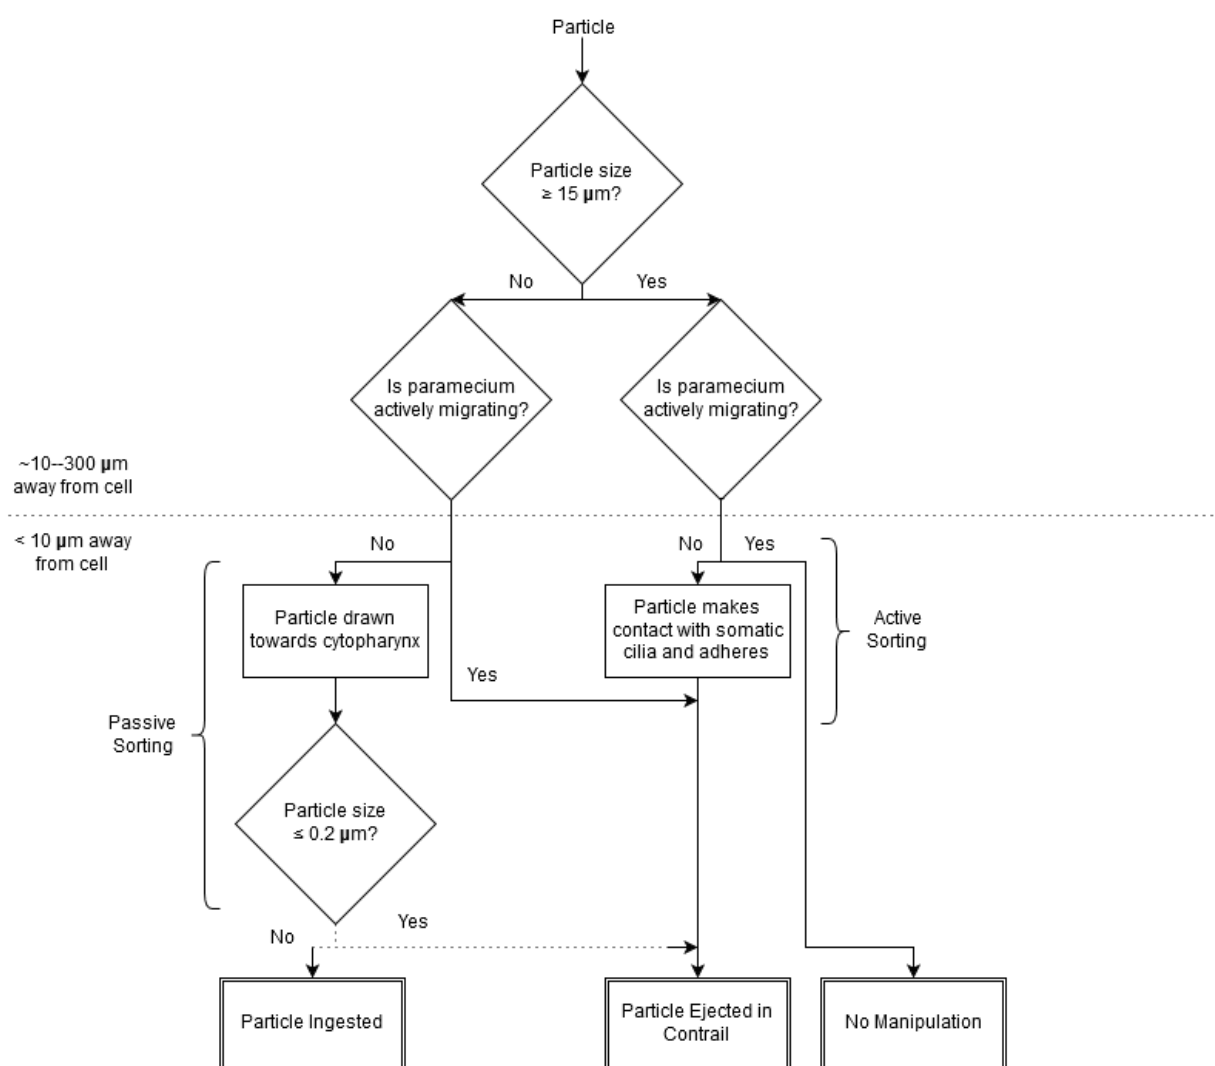 Particle
Particle size
≥ 15 µm?
No
Yes
Is paramecium
actively migrating?
Is paramecium
actively migrating?
~10--300 µm
away from cell
< 10 µm away
from cell
No
No
Yes
Particle drawn
towards cytopharynx
Particle makes
contact with somatic
cilia and adheres
Active
Sorting
Yes
Passive
Sorting
Particle size
≤ 0.2 µm?
No
Yes
Particle Ingested
Particle Ejected in
Contrail
No Manipulation